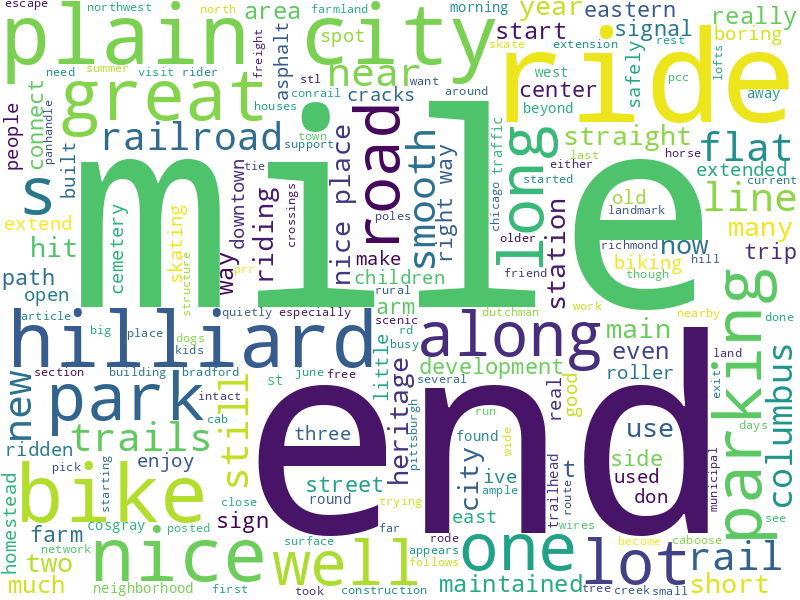 escape
northwest
north
farmland
morning
year
eastern
plain city
area
start
signal
really
boring
spot
great
near
asphalt
freight
ride
safely
need
summer
visit
rider
skate
extension
rest
pcc
lofts
want
around
west
center
beyond
away
stl
conrail
houses
cracks
people
panhandle
connect
built
railroad
town
support
tie
road
smooth
right way
nice place
long
chicago
traffic
straight
flat
either
last
horse
extended
started
current
s
mile
line
old
landmark
many
cemetery
downtown
riding
crossings
poles
older
station
richmond
hill
now
trip
extend
hit
skating
way
make
friend
biking
though
path
open
structure
prr
children
rural
arm
scenic
dutchman
work
nearby
done
article
big
place
quietly
especially
hilliard
dogs
kids
along
busy
rd
main
even
parking
land
exit
section
building
bradford
june
free
little
development
roller
columbus
new
park
st
intact
heritage
several
real
good
days
trails
still
cab
three
pittsburgh
run
wide
found
use
side
see
ridden
enjoy
pick
starting
end
city
ive
ample
t
trailhead
route
used
don
municipal
homestead
bike
close
street
round
trying
east
wires
become
caboose
farm
cosgray
posted
sign
far
rode
appears
one
lot
rail
two
network
nice
well
surface
follows
maintained
tree
creek
small
short
much
neighborhood
first
took
construction